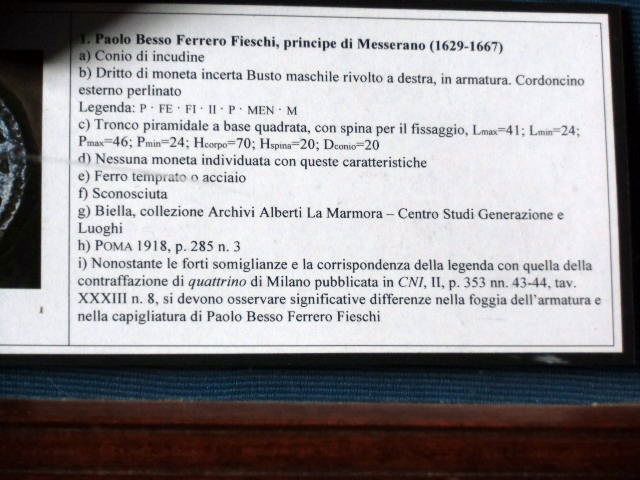 1. Paolo Besso Ferrero Fieschi, principe di Messerano (1629-1667)
a) Conio di incudine
b) Dritto di moneta incerta Busto maschile rivolto a destra, in armatura. Cordoncino
esterno perlinato
Legenda: P · FE · FI · II · P · MEN · M
c) Tronco piramidale a base quadrata, con spina per il fissaggio, Lmax=41; Lmin=24;
Pmax=46; Pmin=24; Hcorpo=70; Hspina=20; Dconio=20
d) Nessuna moneta individuata con queste caratteristiche
e) Ferro temprato o acciaio
f) Sconosciuta
g) Biella, collezione Archivi Alberti La Marmora – Centro Studi Generazione e
Luoghi
h) POMA 1918, p. 285 n. 3
i) Nonostante le forti somiglianze e la corrispondenza della legenda con quella della
contraffazione di quattrino di Milano pubblicata in CNI, II, p. 353 nn. 43-44, tav.
XXXIII n. 8, si devono osservare significative differenze nella foggia dell'armatura e
nella capigliatura di Paolo Besso Ferrero Fieschi